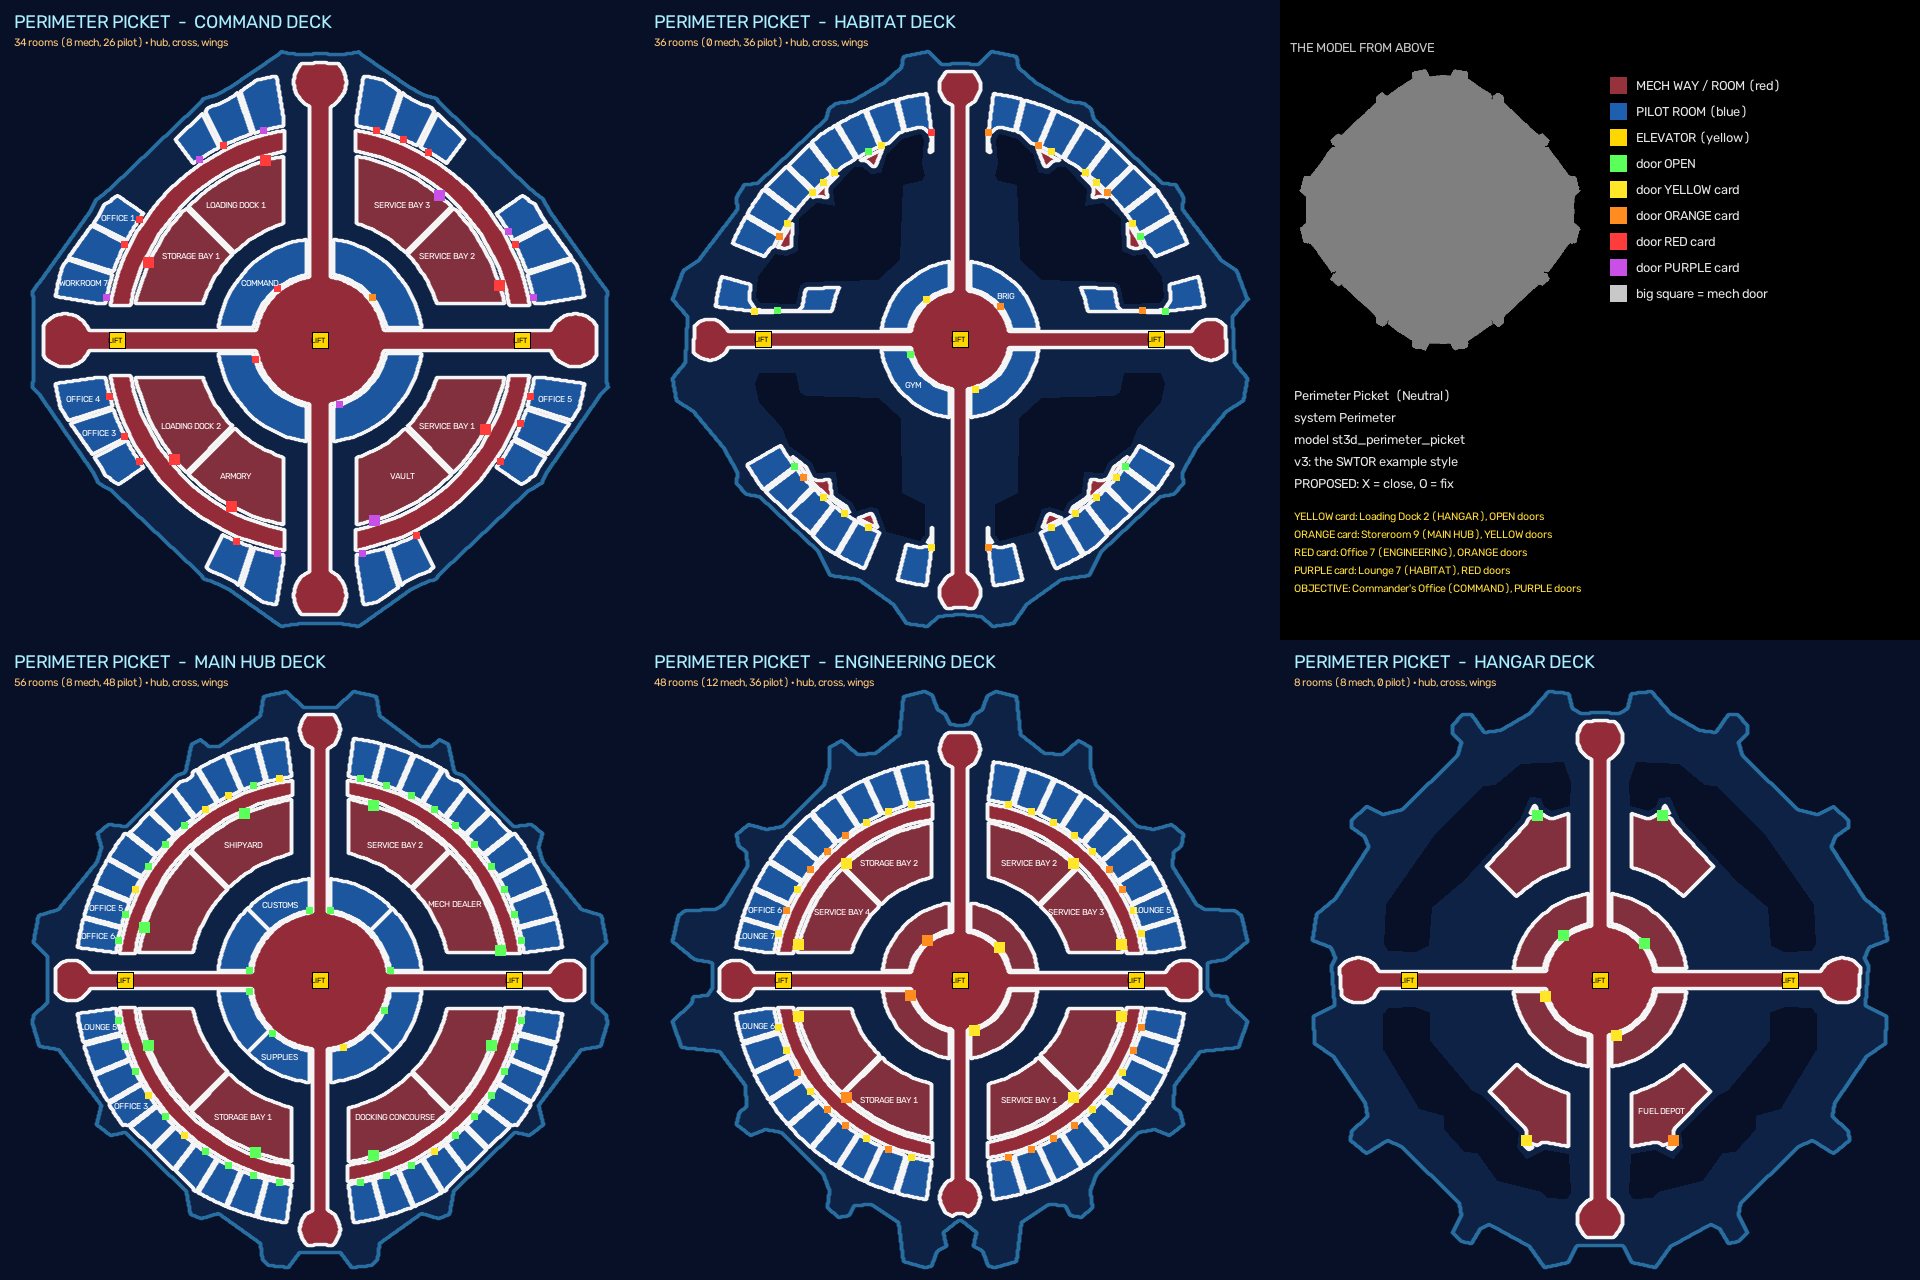 PERIMETER PICKET - COMMAND DECK
34 rooms (8 mech, 26 pilot) • hub, cross, wings
LOADING DOCK 1
SERVICE BAY 3
OFFICE 1
STORAGE BAY 1
SERVICE BAY 2
WORKROOM 7
COMMAND
LIFT
LIFT
LIFT
OFFICE 4
OFFICE 5
LOADING DOCK 2
SERVICE BAY 1
OFFICE 3
ARMORY
VAULT
PERIMETER PICKET - HABITAT DECK
36 rooms (0 mech, 36 pilot) • hub, cross, wings
BRIG
LIFT
LIFT
LIFT
GYM
THE MODEL FROM ABOVE
MECH WAY / ROOM (red)
PILOT ROOM (blue)
ELEVATOR (yellow)
door OPEN
door YELLOW card
door ORANGE card
door RED card
door PURPLE card
big square = mech door
Perimeter Picket (Neutral)
system Perimeter
model st3d_perimeter_picket
v3: the SWTOR example style
PROPOSED: X = close, O = fix
YELLOW card: Loading Dock 2 (HANGAR), OPEN doors
ORANGE card: Storeroom 9 (MAIN HUB), YELLOW doors
RED card: Office 7 (ENGINEERING), ORANGE doors
PURPLE card: Lounge 7 (HABITAT), RED doors
OBJECTIVE: Commander's Office (COMMAND), PURPLE doors
PERIMETER PICKET - MAIN HUB DECK
56 rooms (8 mech, 48 pilot) • hub, cross, wings
SHIPYARD
SERVICE BAY 2
CUSTOMS
MECH DEALER
OFFICE 5
OFFICE 6
LIFT
LIFT
LIFT
LOUNGE 5
SUPPLIES
OFFICE 3
STORAGE BAY 1
DOCKING CONCOURSE
PERIMETER PICKET - ENGINEERING DECK
48 rooms (12 mech, 36 pilot) • hub, cross, wings
STORAGE BAY 2
SERVICE BAY 2
OFFICE 6
SERVICE BAY 4
SERVICE BAY 3
LOUNGE 5
LOUNGE 7
LIFT
LIFT
LIFT
LOUNGE 6
STORAGE BAY 1
SERVICE BAY 1
PERIMETER PICKET - HANGAR DECK
8 rooms (8 mech, 0 pilot) • hub, cross, wings
LIFT
LIFT
LIFT
FUEL DEPOT